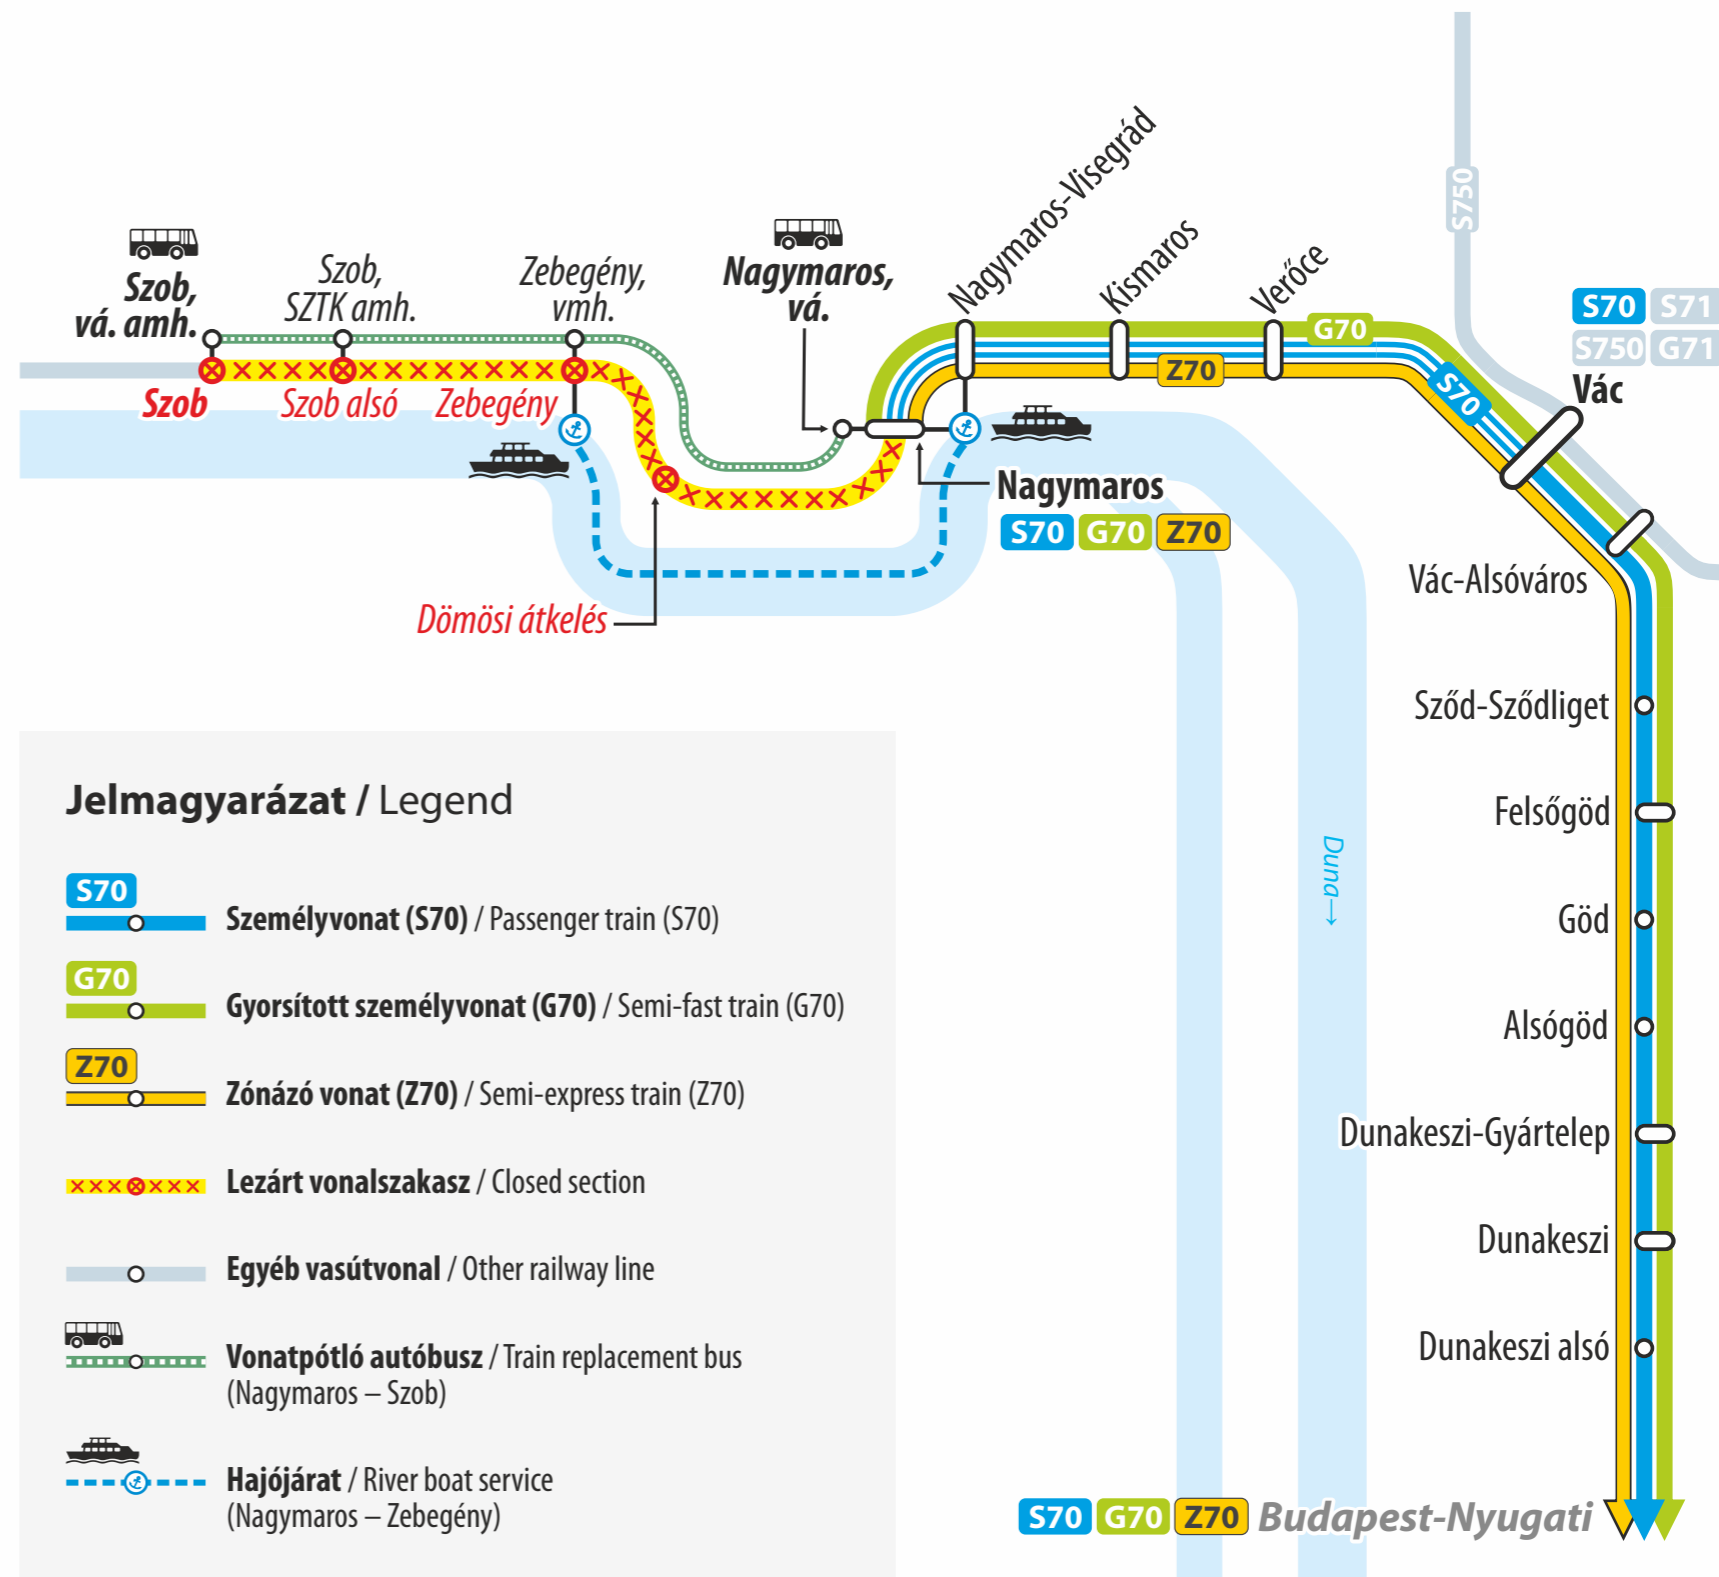 S750
Nagymaros-Visegrád
Kismaros
Verőce
Szob,
vá. amh.
Szob,
SZTK amh.
Zebegény,
vmh.
Nagymaros,
vá.
G70
Z70
S70
S70 S71
S750 G71
Vác
Szob
Szob alsó
Zebegény
Nagymaros
S70 G70 Z70
Dömösi átkelés
Vác-Alsóváros
Sződ-Sződliget
Felsőgöd
Göd
Alsógöd
Dunakeszi-Gyártelep
Dunakeszi
Dunakeszi alsó
Duna→
S70 G70 Z70 Budapest-Nyugati
Jelmagyarázat / Legend
S70
Személyvonat (S70) / Passenger train (S70)
G70
Gyorsított személyvonat (G70) / Semi-fast train (G70)
Z70
Zónázó vonat (Z70) / Semi-express train (Z70)
Lezárt vonalszakasz / Closed section
Egyéb vasútvonal / Other railway line
Vonatpótló autóbusz / Train replacement bus
(Nagymaros – Szob)
Hajójárat / River boat service
(Nagymaros – Zebegény)